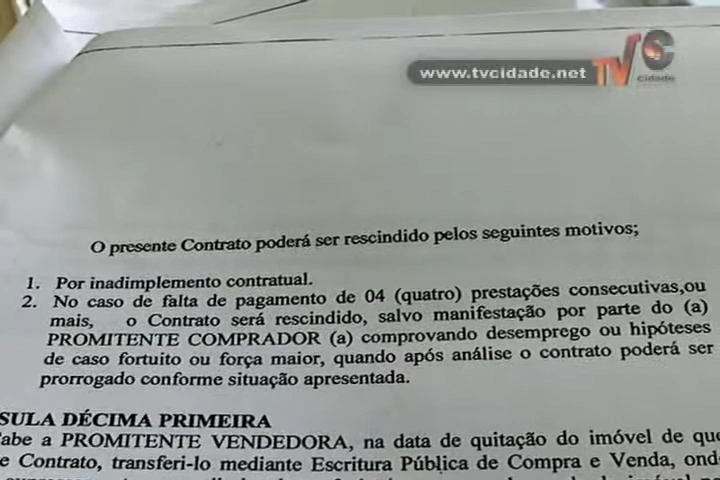 www.tvcidade.net TVC cidade
O presente Contrato poderá ser rescindido pelos seguintes motivos;
1. Por inadimplemento contratual.
2. No caso de falta de pagamento de 04 (quatro) prestações consecutivas,ou
mais, o Contrato será rescindido, salvo manifestação por parte do (a)
PROMITENTE COMPRADOR (a) comprovando desemprego ou hipóteses
de caso fortuito ou força maior, quando após análise o contrato poderá ser
prorrogado conforme situação apresentada.
SULA DÉCIMA PRIMEIRA
abe a PROMITENTE VENDEDORA, na data de quitação do imóvel de que
e Contrato, transferi-lo mediante Escritura Pública de Compra e Venda, ond